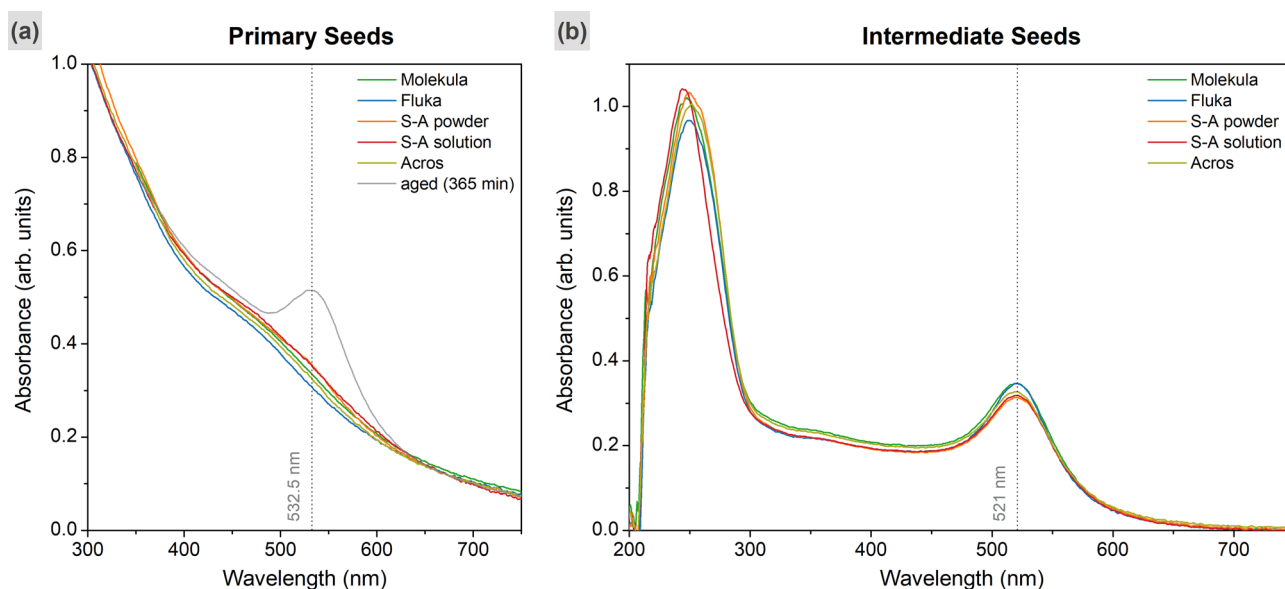 (a)
Primary Seeds
Absorbance (arb. units)
1.0
0.8
0.6
0.4
0.2
0.0
300
400
500
600
700
Wavelength (nm)
Molekula
Fluka
S-A powder
S-A solution
Acros
aged (365 min)
532.5 nm
(b)
Intermediate Seeds
Absorbance (arb. units)
1.0
0.8
0.6
0.4
0.2
0.0
200
300
400
500
600
700
Wavelength (nm)
Molekula
Fluka
S-A powder
S-A solution
Acros
521 nm